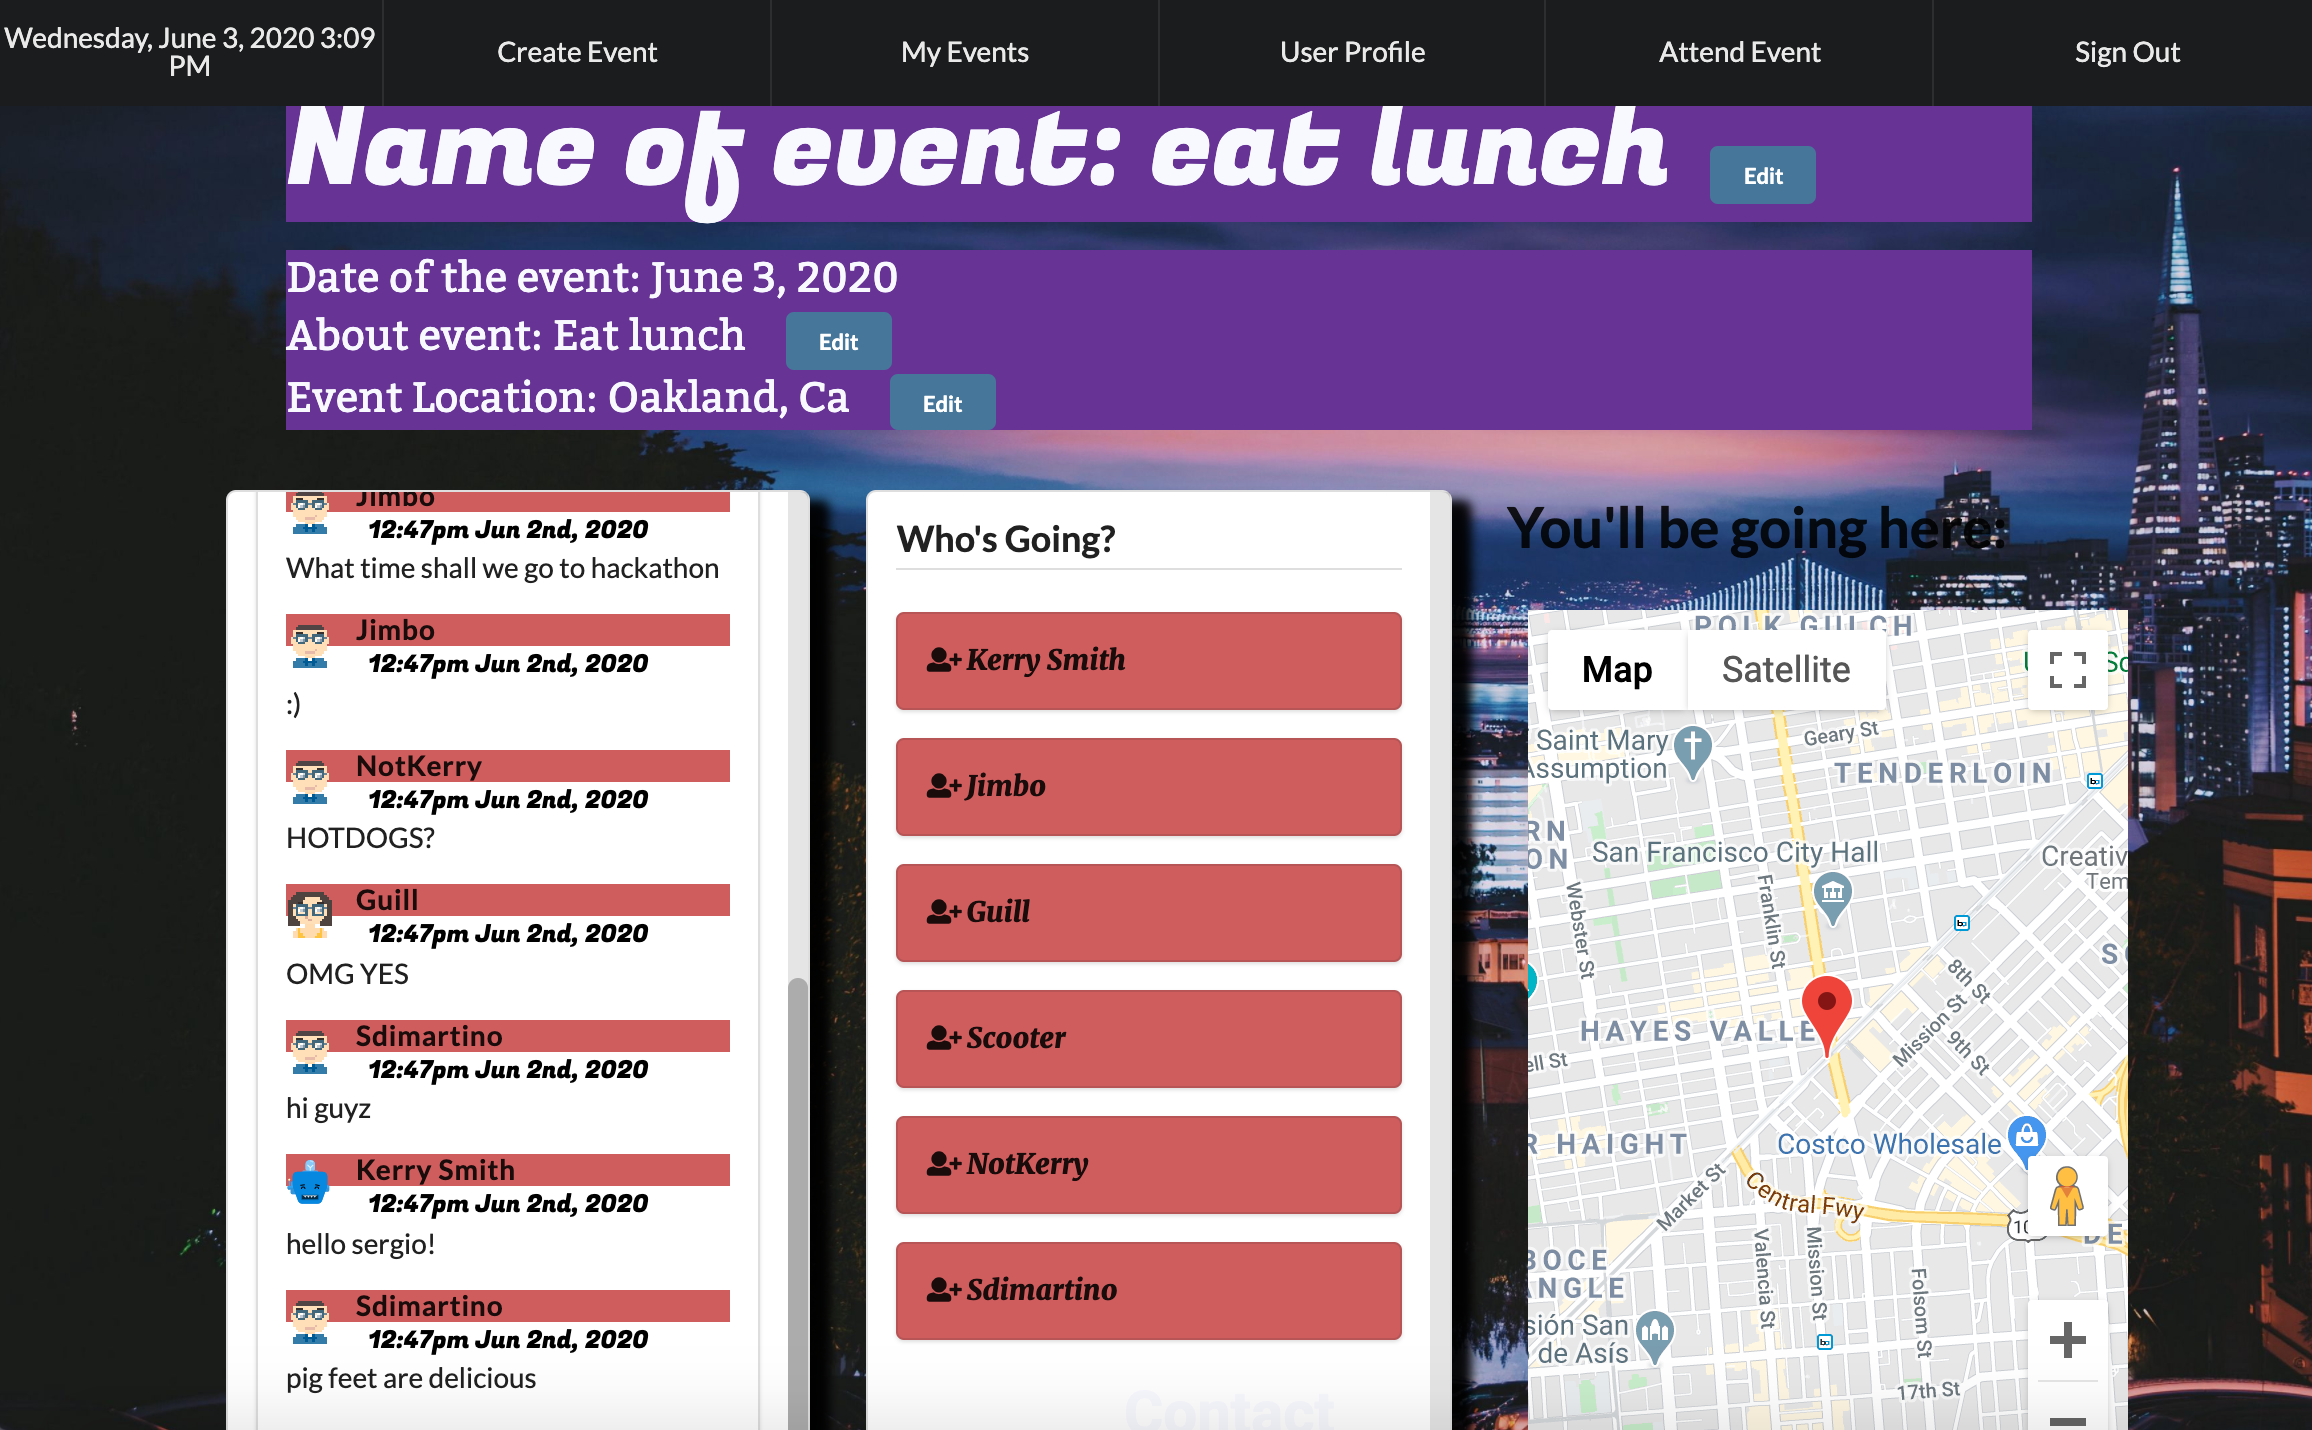 Wednesday, June 3, 2020 3:09
PM
Create Event
My Events
User Profile
Attend Event
Sign Out
Name of event: eat lunch
Edit
Date of the event: June 3, 2020
About event: Eat lunch
Edit
Event Location: Oakland, Ca
Edit
Jimbo
12:47pm Jun 2nd, 2020
What time shall we go to hackathon
Jimbo
12:47pm Jun 2nd, 2020
:)
NotKerry
12:47pm Jun 2nd, 2020
HOTDOGS?
Guill
12:47pm Jun 2nd, 2020
OMG YES
Sdimartino
12:47pm Jun 2nd, 2020
hi guyz
Kerry Smith
12:47pm Jun 2nd, 2020
hello sergio!
Sdimartino
12:47pm Jun 2nd, 2020
pig feet are delicious
Who's Going?
Kerry Smith
Jimbo
Guill
Scooter
NotKerry
Sdimartino
Contact
You'll be going here:
POLK GULCH
Map
Satellite
Saint Mary
Assumption
Geary St
TENDERLOIN
San Francisco City Hall
Creativ
Tem
Webster St
Franklin St
8th St
Mission St
9th St
HAYES VALLE
ell St
R HAIGHT
Costco Wholesale
Market St
Central Fwy
10
DE
BOCE
NGLE
Valencia St
Mission St
Folsom St
sión San
de Asís
17th St